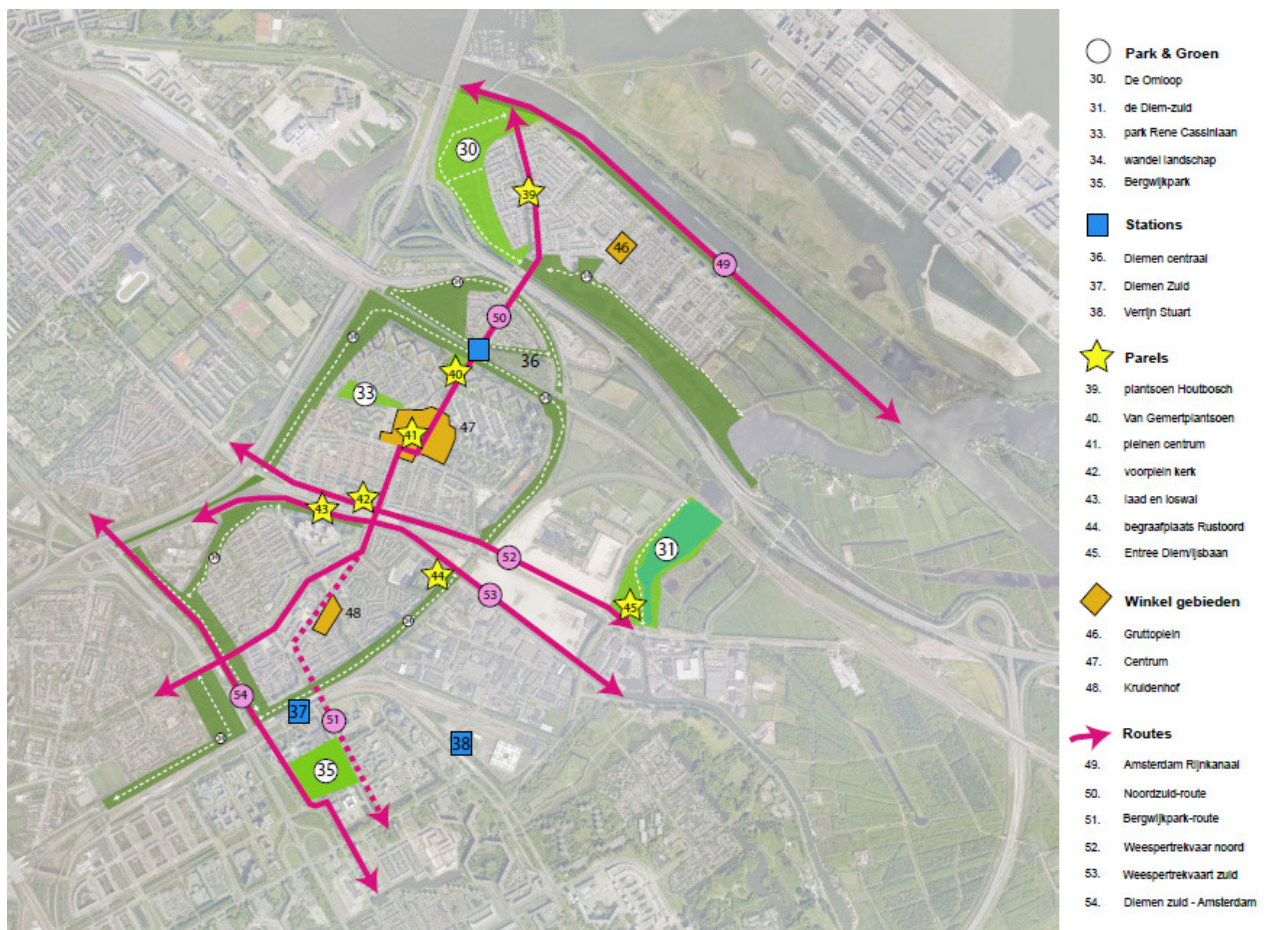 Park & Groen
30. De Omloop
31. de Diem-zuid
33. park Rene Cassinlaan
34. wandel landschap
35. Bergwijkpark
Stations
36. Diemen centraal
37. Diemen Zuid
38. Verrijn Stuart
Parels
39. plantsoen Houtbosch
40. Van Gemertplantsoen
41. pleinen centrum
42. voorplein kerk
43. laad en loswal
44. begraafplaats Rustoord
45. Entree Diem/ijsbaan
Winkel gebieden
46. Gruttoplein
47. Centrum
48. Kruidenhof
Routes
49. Amsterdam Rijnkanaal
50. Noordzuid-route
51. Bergwijkpark-route
52. Weespertrekvaar noord
53. Weespertrekvaart zuid
54. Diemen zuid - Amsterdam
30
39
46
49
50
36
40
33
41
47
42
43
52
31
44
53
45
48
54
37
51
38
35